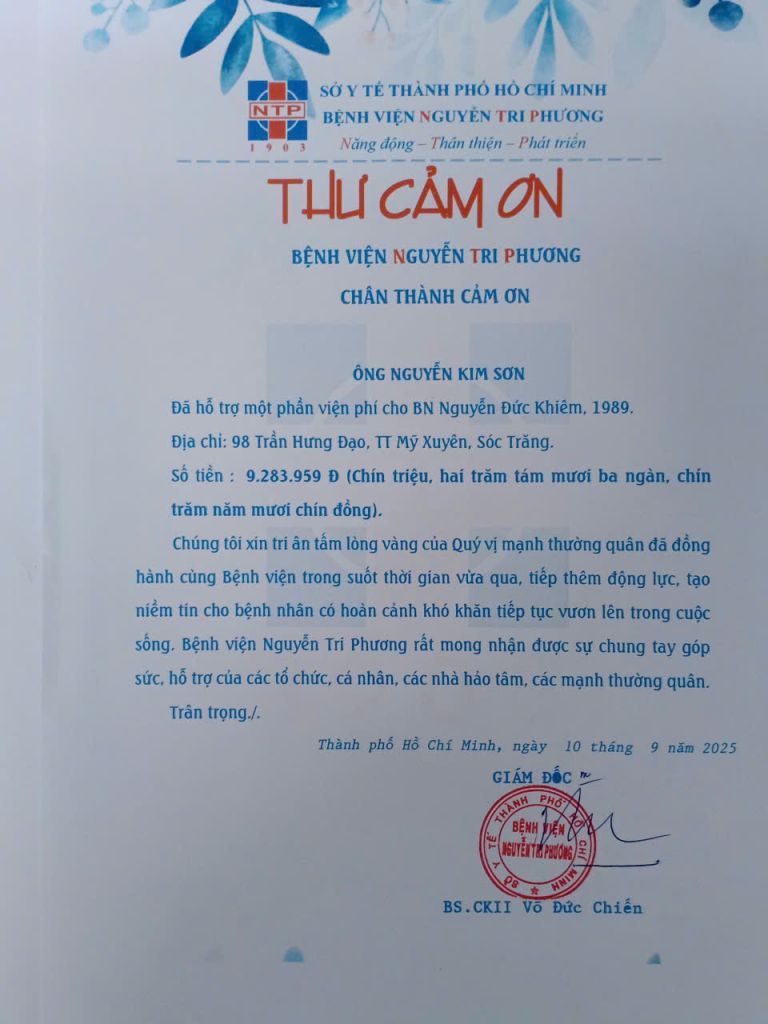 SỞ Y TẾ THÀNH PHỐ HỒ CHÍ MINH
NTP
BỆNH VIỆN NGUYỄN TRI PHƯƠNG
1903
Năng động – Thân thiện – Phát triển
THƯ CẢM ƠN
BỆNH VIỆN NGUYỄN TRI PHƯƠNG
CHÂN THÀNH CẢM ƠN
ÔNG NGUYỄN KIM SƠN
Đã hỗ trợ một phần viện phí cho BN Nguyễn Đức Khiêm, 1989.
Địa chỉ: 98 Trần Hưng Đạo, TT Mỹ Xuyên, Sóc Trăng.
Số tiền : 9.283.959 Đ (Chín triệu, hai trăm tám mươi ba ngàn, chín
trăm năm mươi chín đồng).
Chúng tôi xin tri ân tấm lòng vàng của Quý vị mạnh thường quân đã đồng
hành cùng Bệnh viện trong suốt thời gian vừa qua, tiếp thêm động lực, tạo
niềm tin cho bệnh nhân có hoàn cảnh khó khăn tiếp tục vươn lên trong cuộc
sống. Bệnh viện Nguyễn Tri Phương rất mong nhận được sự chung tay góp
sức, hỗ trợ của các tổ chức, cá nhân, các nhà hảo tâm, các mạnh thường quân.
Trân trọng./.
Thành phố Hồ Chí Minh, ngày 10 tháng 9 năm 2025
GIÁM ĐỐC
SỞ Y TẾ THÀNH PHỐ HỒ CHÍ MINH
BỆNH VIỆN
NGUYỄN TRI PHƯƠNG
BS.CKII Võ Đức Chiến